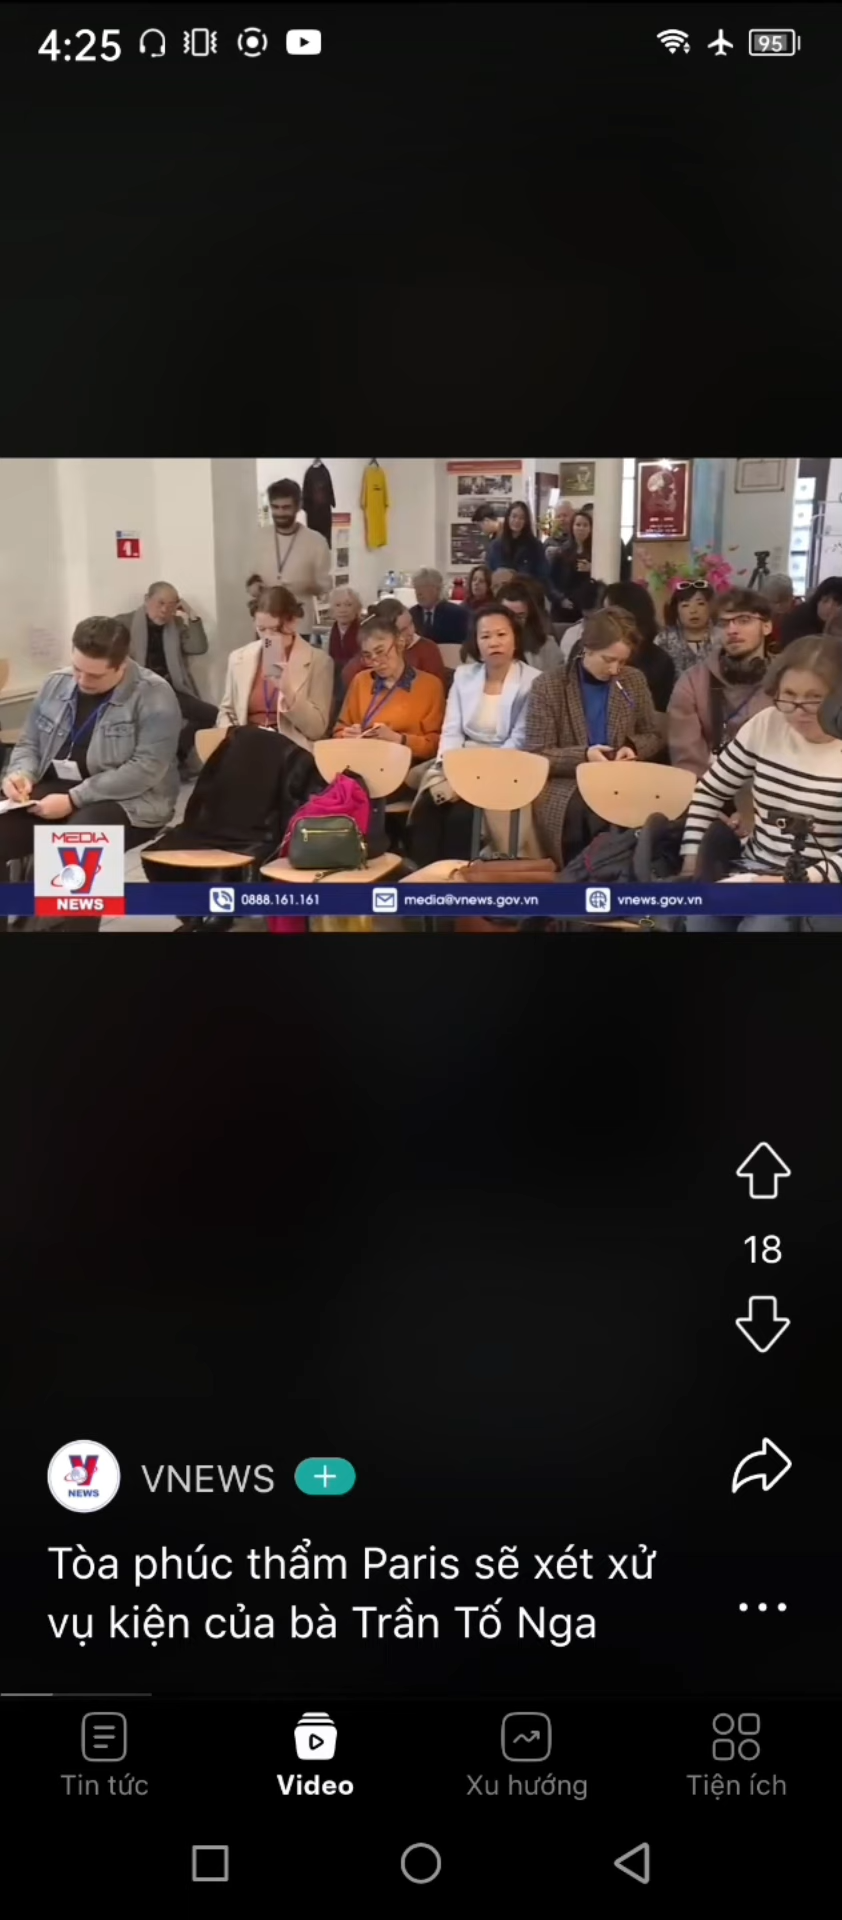 4:25
95
4.
MEDIA
NEWS
0888.161.161
media@vnews.gov.vn
vnews.gov.vn
18
NEWS
VNEWS
Tòa phúc thẩm Paris sẽ xét xử
vụ kiện của bà Trần Tố Nga
Tin tức
Video
Xu hướng
Tiện ích